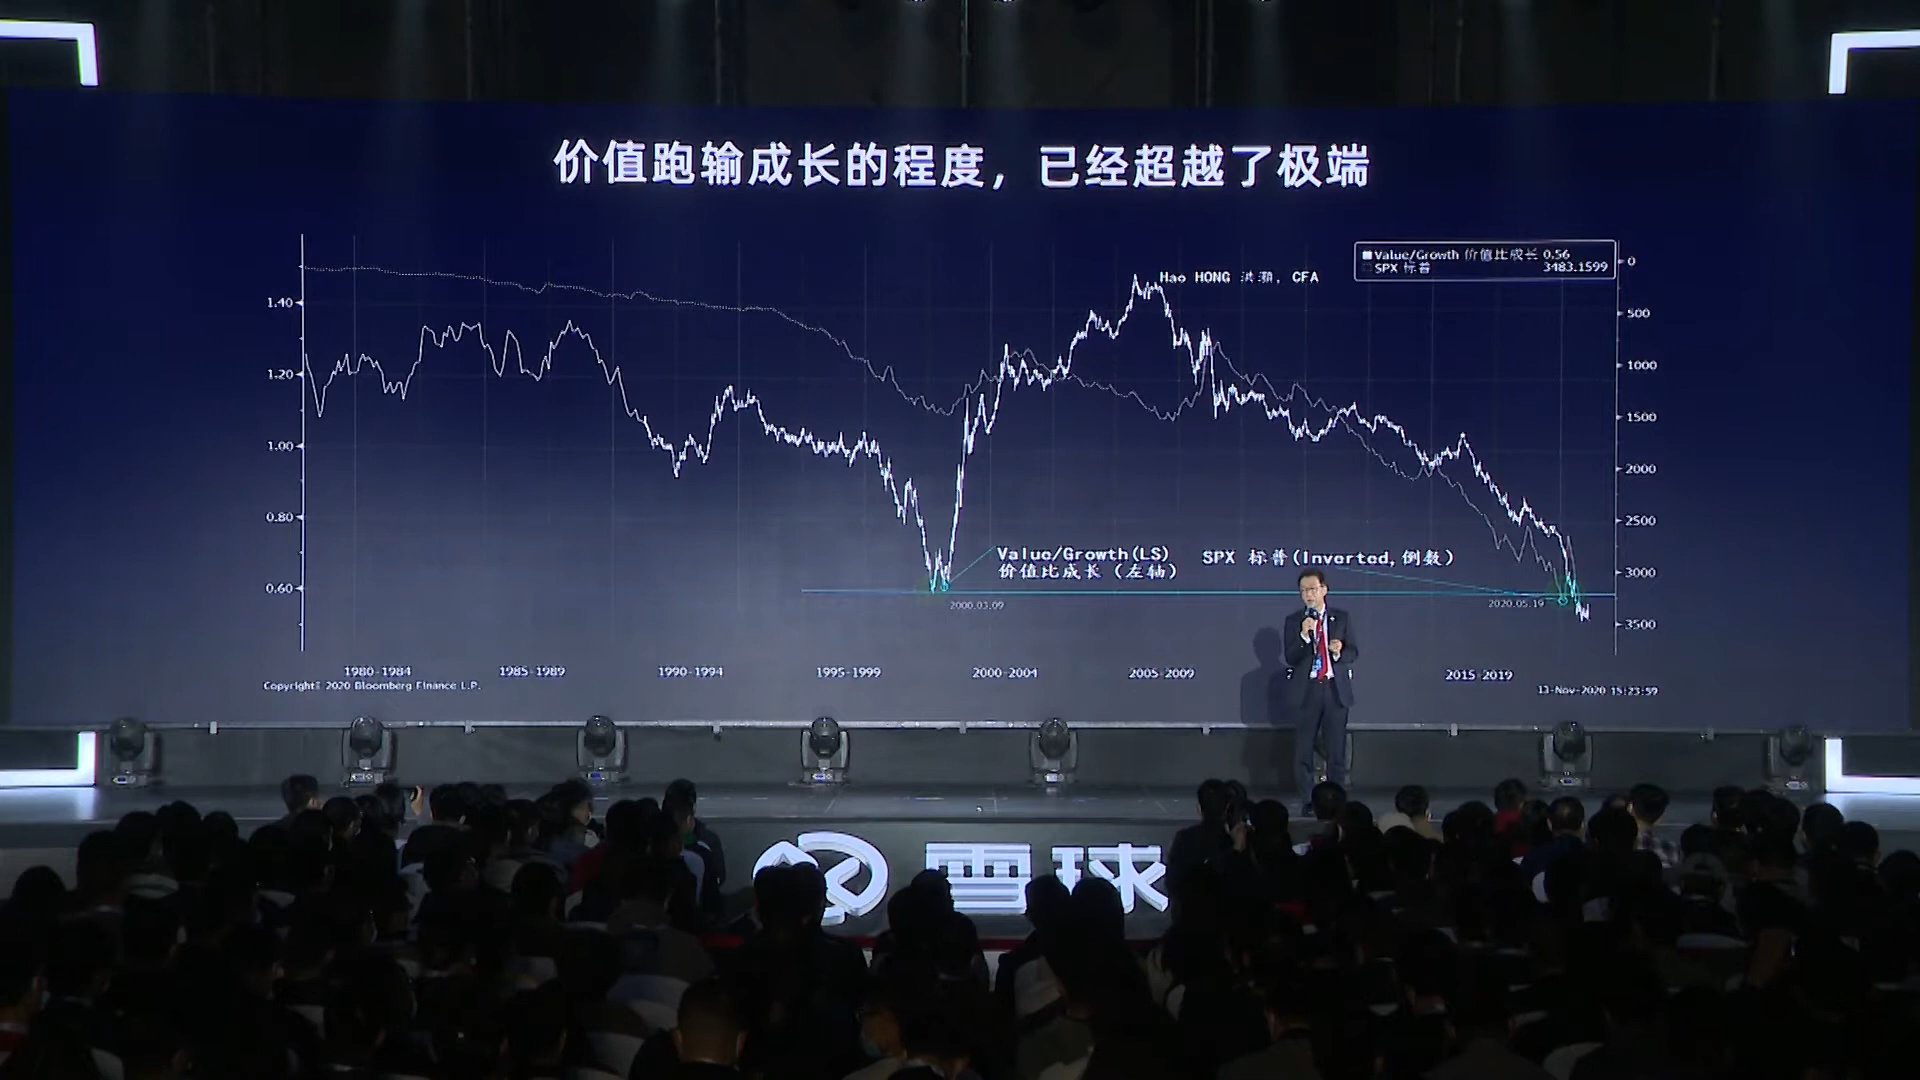 价值跑输成长的程度，已经超越了极端
Value/Growth 价值比成长 0.56
SPX 标普 3483.1599
Hao HONG 洪灝, CFA
1.40
1.20
1.00
0.80
0.60
0
500
1000
1500
2000
2500
3000
3500
Value/Growth(LS)
价值比成长（左轴）
SPX 标普(Inverted,倒数)
2000.03.09
2020.05.19
1980-1984
1985-1989
1990-1994
1995-1999
2000-2004
2005-2009
2015-2019
Copyright© 2020 Bloomberg Finance L.P.
13-Nov-2020 15:23:59
雪球